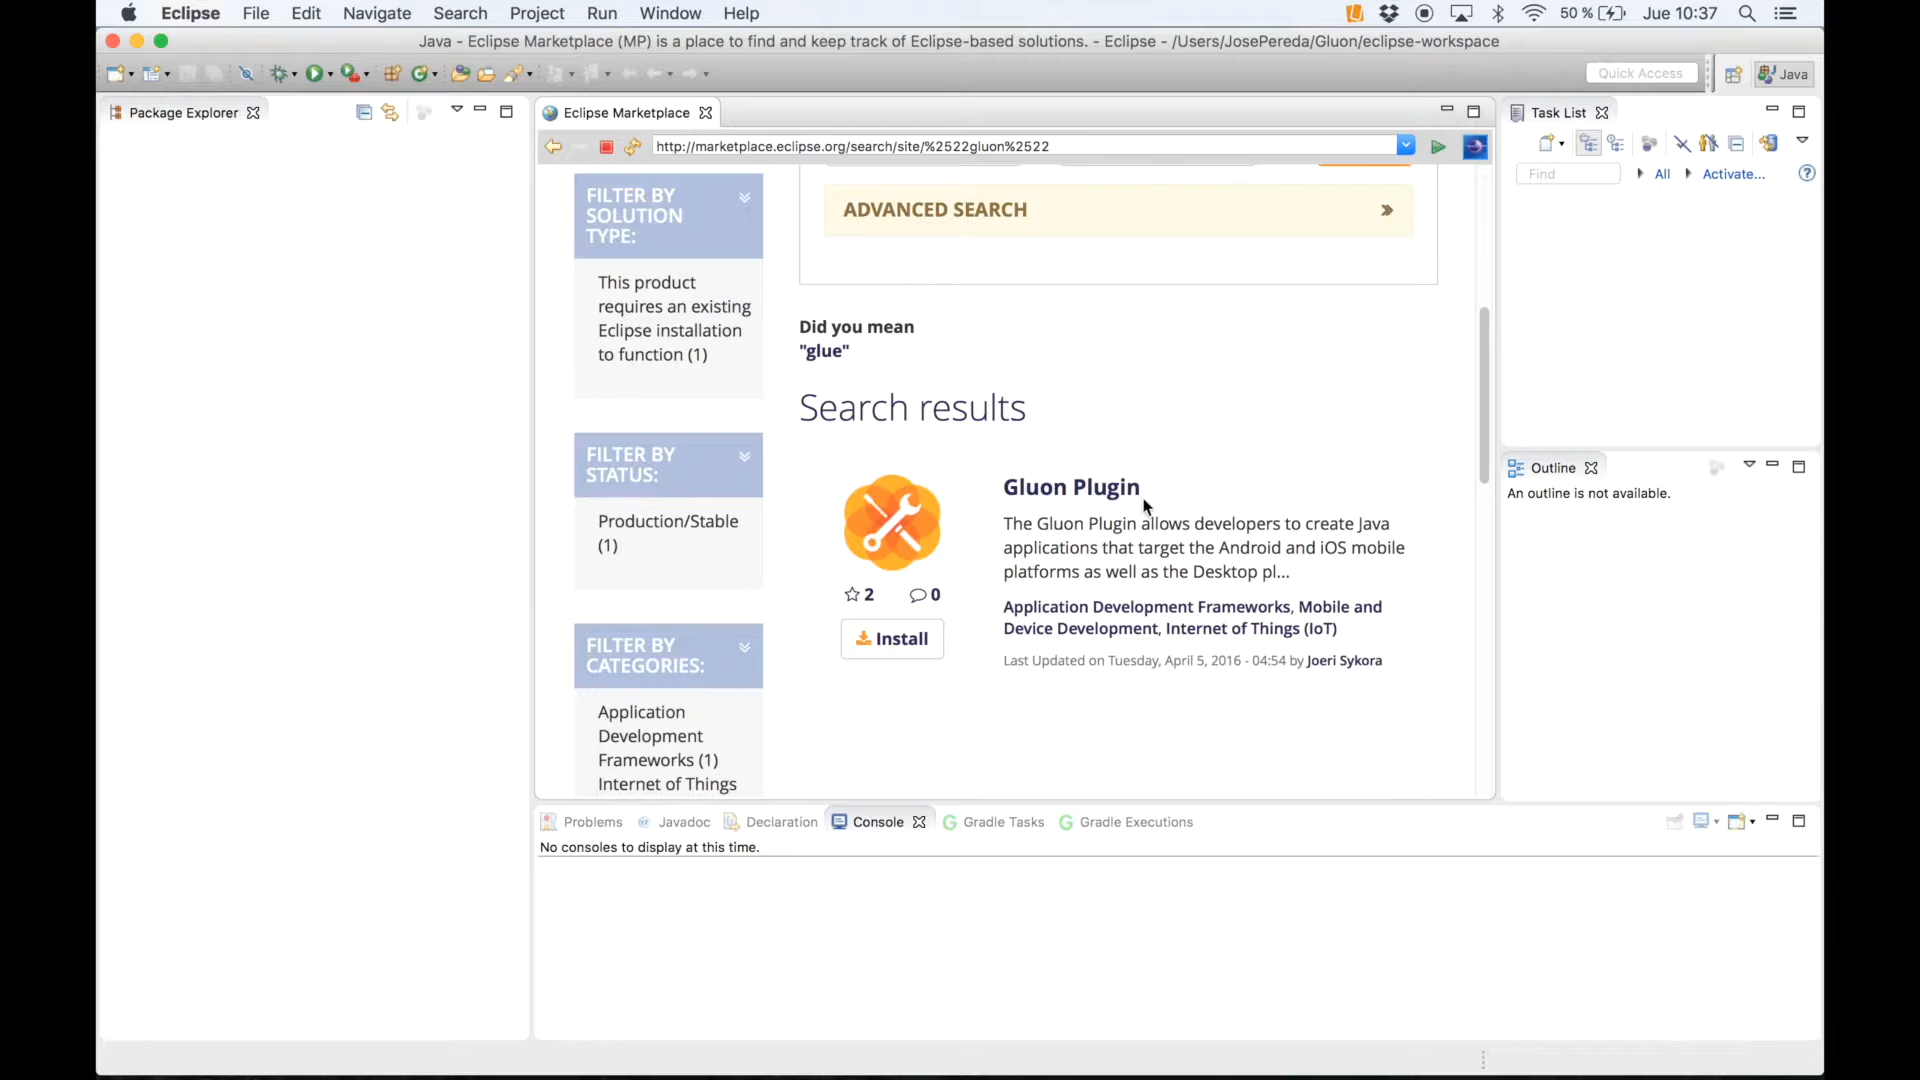 Eclipse File Edit Navigate Search Project Run Window Help 50 % Jue 10:37
Java - Eclipse Marketplace (MP) is a place to find and keep track of Eclipse-based solutions. - Eclipse - /Users/JosePereda/Gluon/eclipse-workspace
Quick Access Java
Package Explorer
Eclipse Marketplace
http://marketplace.eclipse.org/search/site/%2522gluon%2522
FILTER BY
SOLUTION
TYPE:
This product
requires an existing
Eclipse installation
to function (1)
FILTER BY
STATUS:
Production/Stable
(1)
FILTER BY
CATEGORIES:
Application
Development
Frameworks (1)
Internet of Things
ADVANCED SEARCH
Did you mean
"glue"
Search results
2 0
Install
Gluon Plugin
The Gluon Plugin allows developers to create Java
applications that target the Android and iOS mobile
platforms as well as the Desktop pl...
Application Development Frameworks, Mobile and
Device Development, Internet of Things (IoT)
Last Updated on Tuesday, April 5, 2016 - 04:54 by Joeri Sykora
Task List
Find All Activate...
Outline
An outline is not available.
Problems Javadoc Declaration Console Gradle Tasks Gradle Executions
No consoles to display at this time.